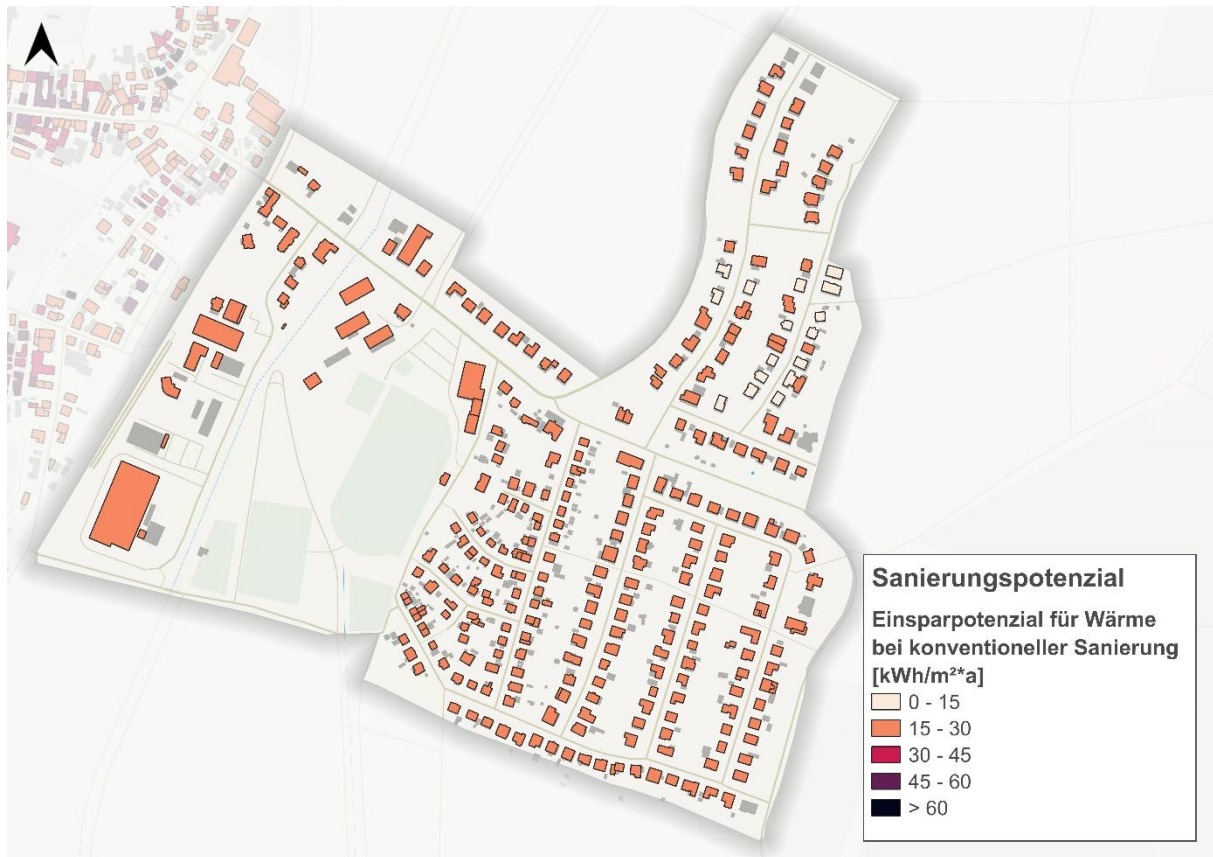 Sanierungspotenzial
Einsparpotenzial für Wärme
bei konventioneller Sanierung
[kWh/m²*a]
0 - 15
15 - 30
30 - 45
45 - 60
> 60